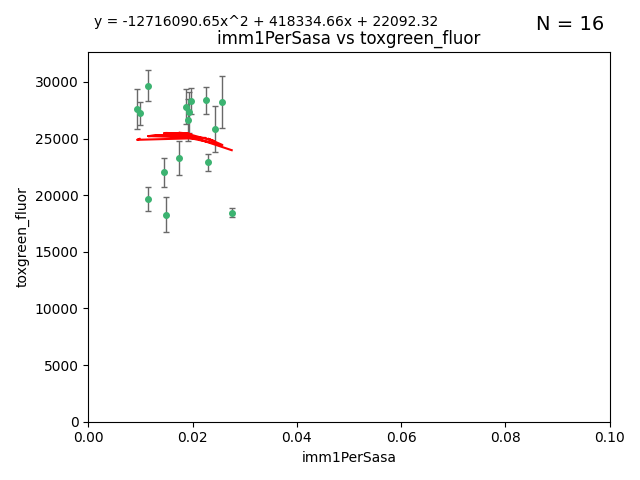 y = -12716090.65x^2 + 418334.66x + 22092.32
N = 16
imm1PerSasa vs toxgreen_fluor
30000
25000
20000
15000
10000
5000
0
toxgreen_fluor
0.00 0.02 0.04 0.06 0.08 0.10
imm1PerSasa